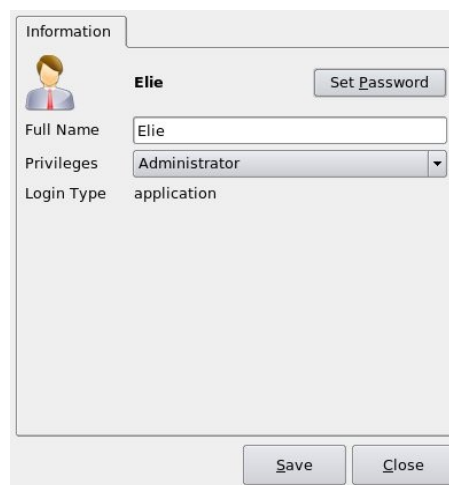 Information
Elie
Set Password
Full Name
Elie
Privileges
Administrator
Login Type
application
Save
Close